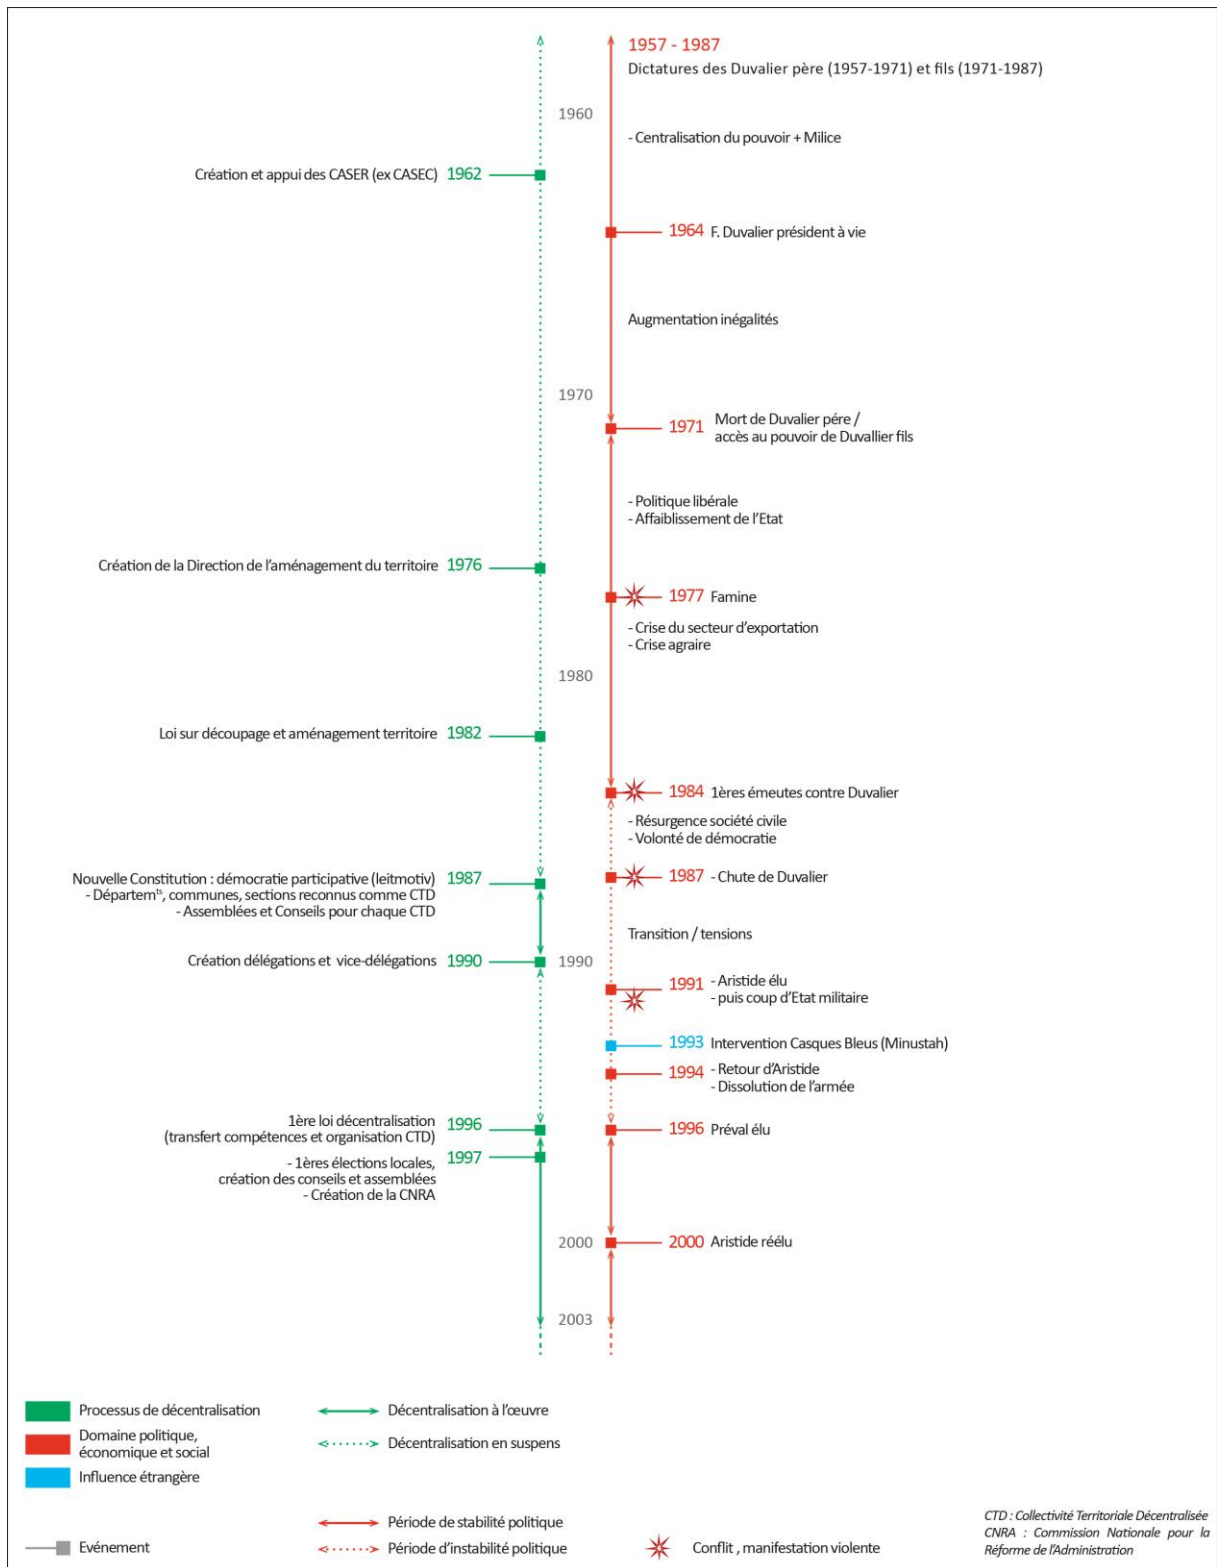 1957 - 1987
Dictatures des Duvalier père (1957-1971) et fils (1971-1987)
1960
- Centralisation du pouvoir + Milice
Création et appui des CASER (ex CASEC) 1962
1964 F. Duvalier président à vie
Augmentation inégalités
1970
1971 Mort de Duvalier pére /
accès au pouvoir de Duvallier fils
- Politique libérale
- Affaiblissement de l'Etat
Création de la Direction de l'aménagement du territoire 1976
1977 Famine
- Crise du secteur d'exportation
- Crise agraire
1980
Loi sur découpage et aménagement territoire 1982
1984 1ères émeutes contre Duvalier
- Résurgence société civile
- Volonté de démocratie
Nouvelle Constitution : démocratie participative (leitmotiv) 1987
- Départemts, communes, sections reconnus comme CTD
- Assemblées et Conseils pour chaque CTD
1987 - Chute de Duvalier
Transition / tensions
Création délégations et vice-délégations 1990
1990
1991 - Aristide élu
- puis coup d'Etat militaire
1993 Intervention Casques Bleus (Minustah)
1994 - Retour d'Aristide
- Dissolution de l'armée
1ère loi décentralisation 1996
(transfert compétences et organisation CTD)
1996 Préval élu
1997 - 1ères élections locales,
création des conseils et assemblées
- Création de la CNRA
2000
2000 Aristide réélu
2003
Processus de décentralisation
Domaine politique,
économique et social
Influence étrangère
Evénement
Décentralisation à l'œuvre
Décentralisation en suspens
Période de stabilité politique
Période d'instabilité politique
Conflit , manifestation violente
CTD : Collectivité Territoriale Décentralisée
CNRA : Commission Nationale pour la
Réforme de l'Administration